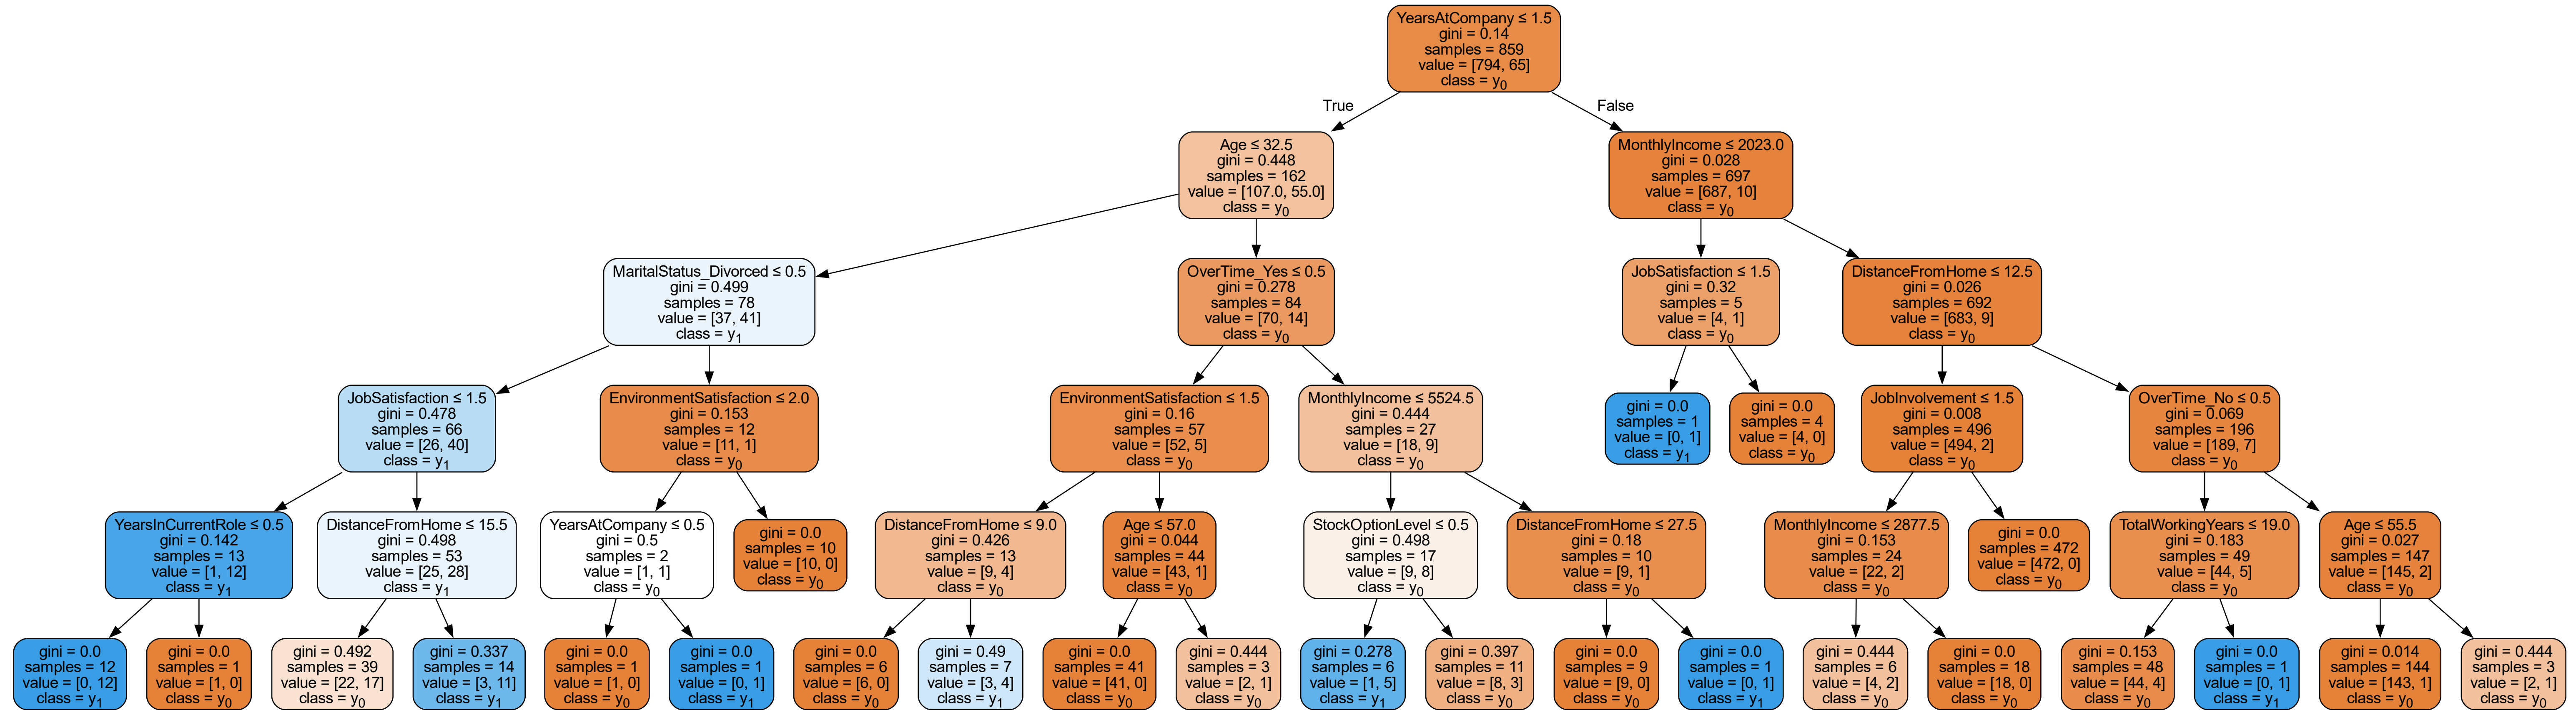 YearsAtCompany ≤ 1.5
gini = 0.14
samples = 859
value = [794, 65]
class = y0
True
False
Age ≤ 32.5
gini = 0.448
samples = 162
value = [107.0, 55.0]
class = y0
MonthlyIncome ≤ 2023.0
gini = 0.028
samples = 697
value = [687, 10]
class = y0
MaritalStatus_Divorced ≤ 0.5
gini = 0.499
samples = 78
value = [37, 41]
class = y1
OverTime_Yes ≤ 0.5
gini = 0.278
samples = 84
value = [70, 14]
class = y0
JobSatisfaction ≤ 1.5
gini = 0.32
samples = 5
value = [4, 1]
class = y0
DistanceFromHome ≤ 12.5
gini = 0.026
samples = 692
value = [683, 9]
class = y0
JobSatisfaction ≤ 1.5
gini = 0.478
samples = 66
value = [26, 40]
class = y1
EnvironmentSatisfaction ≤ 2.0
gini = 0.153
samples = 12
value = [11, 1]
class = y0
EnvironmentSatisfaction ≤ 1.5
gini = 0.16
samples = 57
value = [52, 5]
class = y0
MonthlyIncome ≤ 5524.5
gini = 0.444
samples = 27
value = [18, 9]
class = y0
gini = 0.0
samples = 1
value = [0, 1]
class = y1
gini = 0.0
samples = 4
value = [4, 0]
class = y0
JobInvolvement ≤ 1.5
gini = 0.008
samples = 496
value = [494, 2]
class = y0
OverTime_No ≤ 0.5
gini = 0.069
samples = 196
value = [189, 7]
class = y0
YearsInCurrentRole ≤ 0.5
gini = 0.142
samples = 13
value = [1, 12]
class = y1
DistanceFromHome ≤ 15.5
gini = 0.498
samples = 53
value = [25, 28]
class = y1
YearsAtCompany ≤ 0.5
gini = 0.5
samples = 2
value = [1, 1]
class = y0
gini = 0.0
samples = 10
value = [10, 0]
class = y0
DistanceFromHome ≤ 9.0
gini = 0.426
samples = 13
value = [9, 4]
class = y0
Age ≤ 57.0
gini = 0.044
samples = 44
value = [43, 1]
class = y0
StockOptionLevel ≤ 0.5
gini = 0.498
samples = 17
value = [9, 8]
class = y0
DistanceFromHome ≤ 27.5
gini = 0.18
samples = 10
value = [9, 1]
class = y0
MonthlyIncome ≤ 2877.5
gini = 0.153
samples = 24
value = [22, 2]
class = y0
gini = 0.0
samples = 472
value = [472, 0]
class = y0
TotalWorkingYears ≤ 19.0
gini = 0.183
samples = 49
value = [44, 5]
class = y0
Age ≤ 55.5
gini = 0.027
samples = 147
value = [145, 2]
class = y0
gini = 0.0
samples = 12
value = [0, 12]
class = y1
gini = 0.0
samples = 1
value = [1, 0]
class = y0
gini = 0.492
samples = 39
value = [22, 17]
class = y0
gini = 0.337
samples = 14
value = [3, 11]
class = y1
gini = 0.0
samples = 1
value = [1, 0]
class = y0
gini = 0.0
samples = 1
value = [0, 1]
class = y1
gini = 0.0
samples = 6
value = [6, 0]
class = y0
gini = 0.49
samples = 7
value = [3, 4]
class = y1
gini = 0.0
samples = 41
value = [41, 0]
class = y0
gini = 0.444
samples = 3
value = [2, 1]
class = y0
gini = 0.278
samples = 6
value = [1, 5]
class = y1
gini = 0.397
samples = 11
value = [8, 3]
class = y0
gini = 0.0
samples = 9
value = [9, 0]
class = y0
gini = 0.0
samples = 1
value = [0, 1]
class = y1
gini = 0.444
samples = 6
value = [4, 2]
class = y0
gini = 0.0
samples = 18
value = [18, 0]
class = y0
gini = 0.153
samples = 48
value = [44, 4]
class = y0
gini = 0.0
samples = 1
value = [0, 1]
class = y1
gini = 0.014
samples = 144
value = [143, 1]
class = y0
gini = 0.444
samples = 3
value = [2, 1]
class = y0